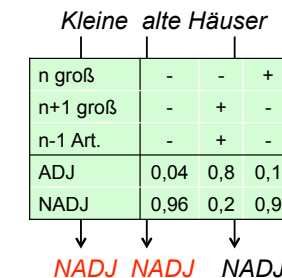 Kleine alte Häuser
n groß - - +
n+1 groß - + -
n-1 Art. - + -
ADJ 0,04 0,8 0,1
NADJ 0,96 0,2 0,9
NADJ NADJ NADJ